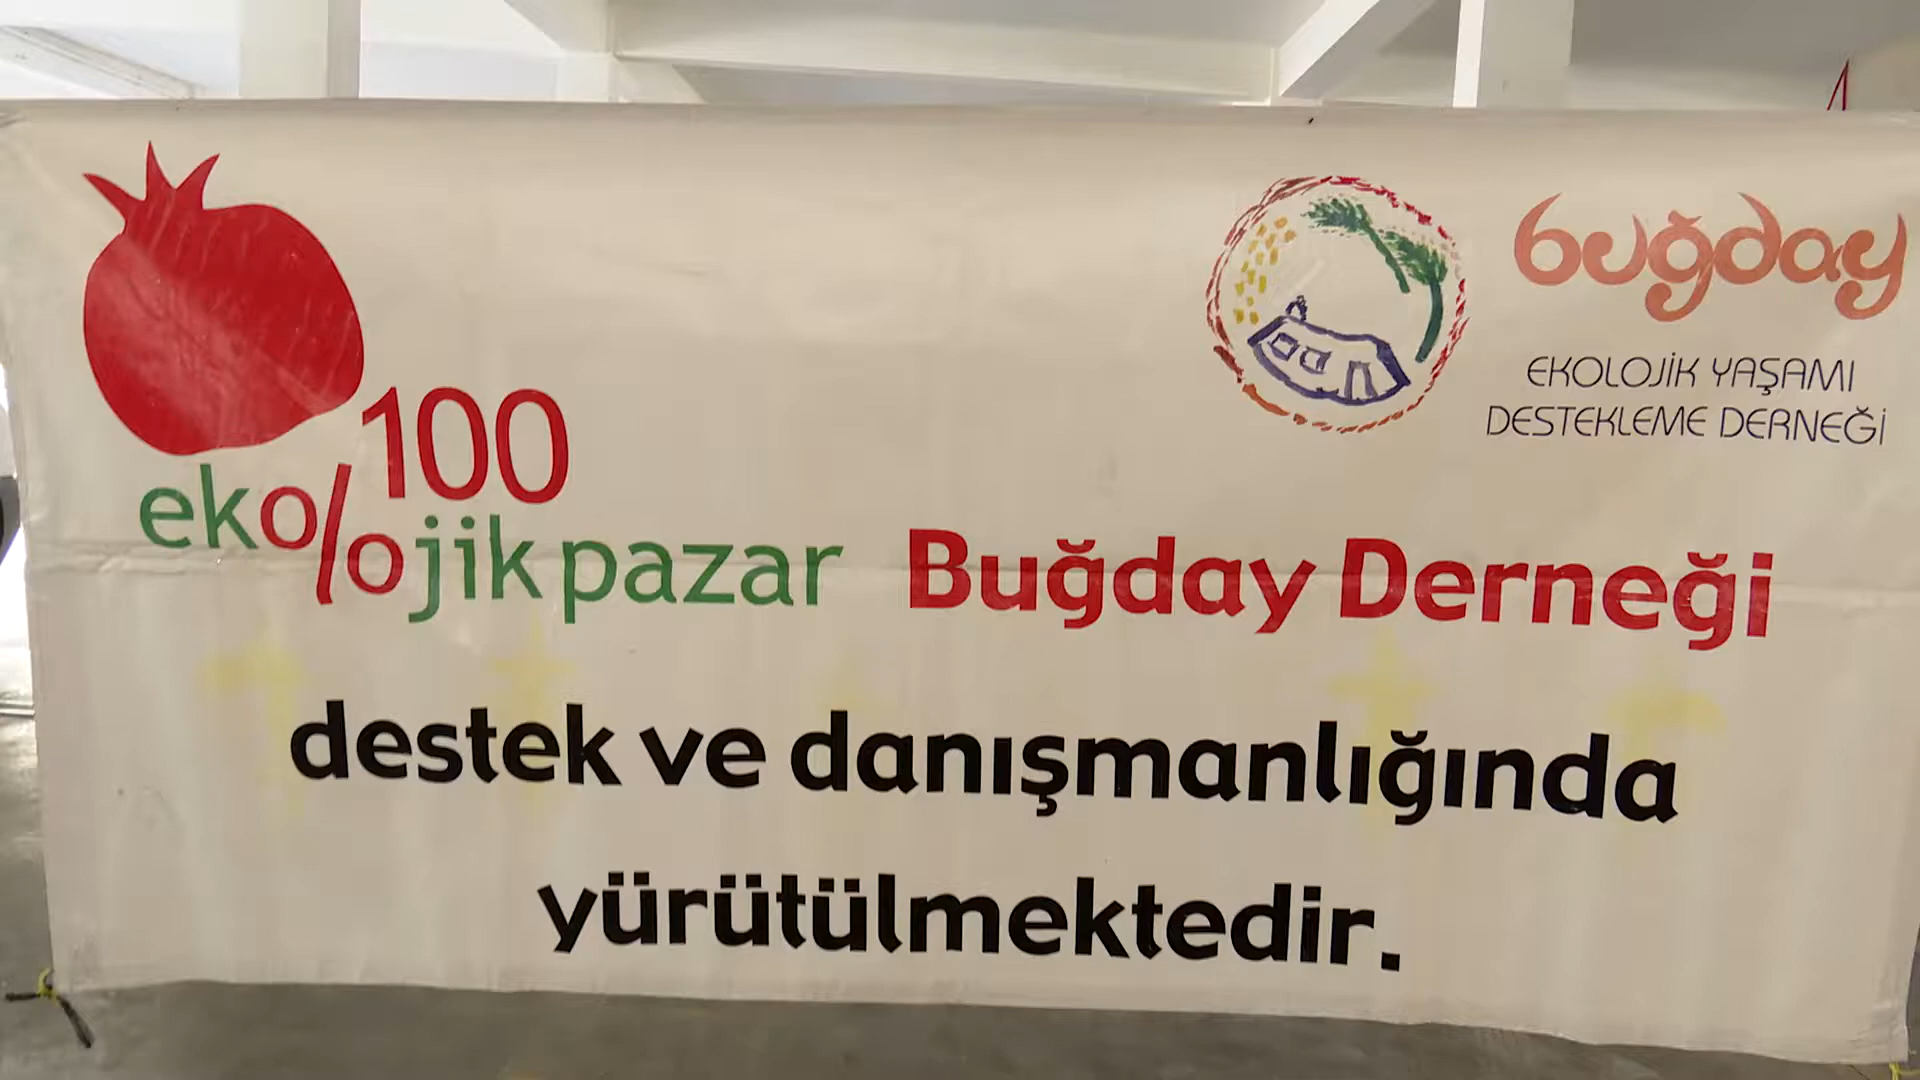 buğday
EKOLOJİK YAŞAMI
DESTEKLEME DERNEĞİ
%100
ekolojik pazar Buğday Derneği
destek ve danışmanlığında
yürütülmektedir.